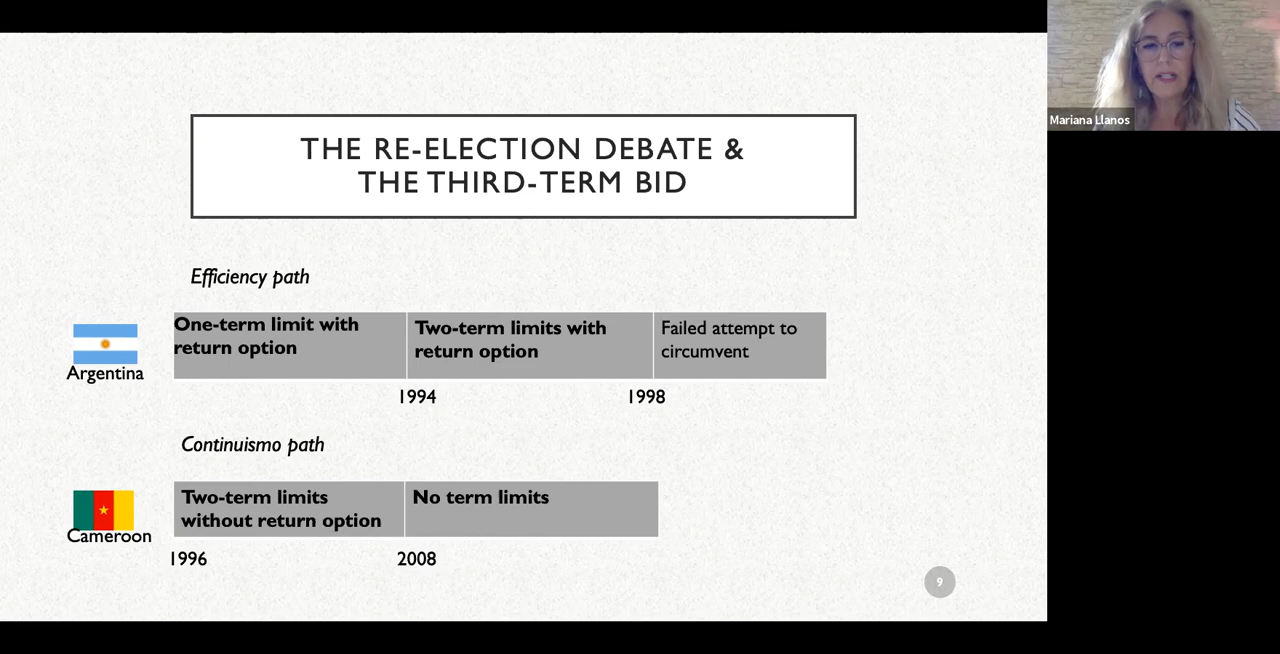 THE RE-ELECTION DEBATE &
THE THIRD-TERM BID
Mariana Llanos
Efficiency path
One-term limit with
return option
Two-term limits with
return option
Failed attempt to
circumvent
Argentina
1994
1998
Continuismo path
Two-term limits
without return option
No term limits
Cameroon
1996
2008
9